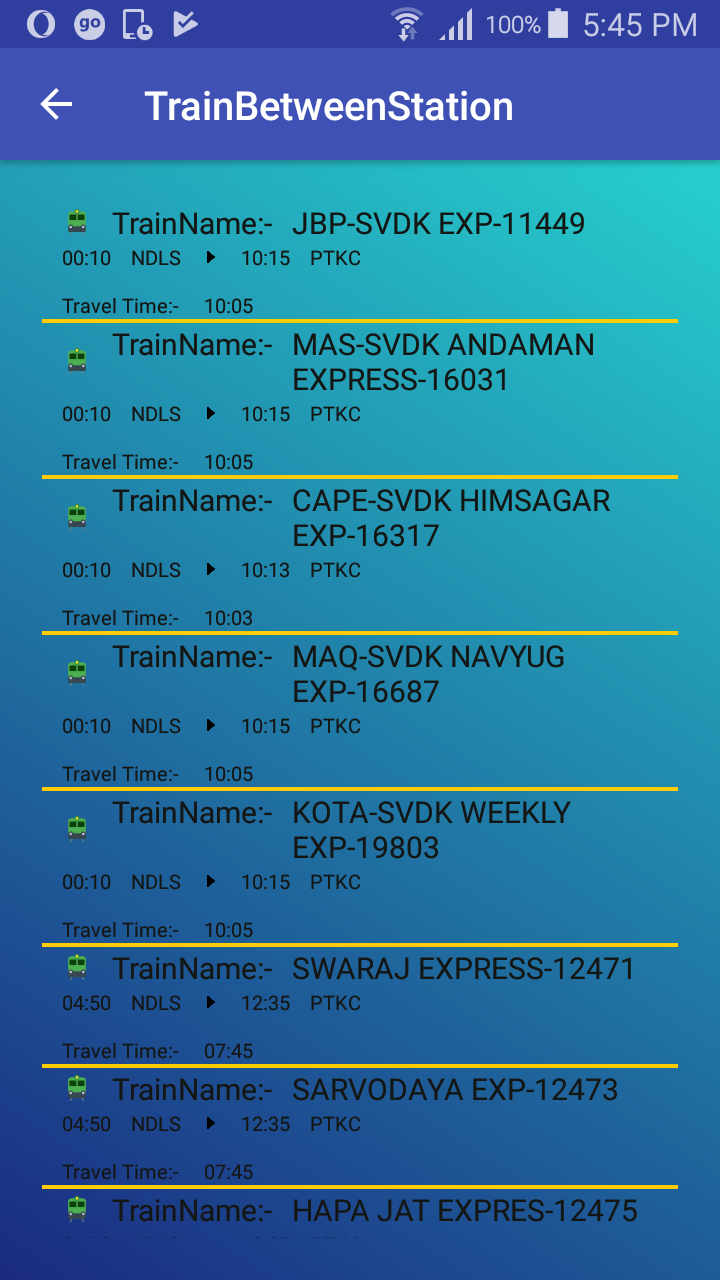 go 100% 5:45 PM
TrainBetweenStation
TrainName:- JBP-SVDK EXP-11449
00:10 NDLS 10:15 PTKC
Travel Time:- 10:05
TrainName:- MAS-SVDK ANDAMAN
EXPRESS-16031
00:10 NDLS 10:15 PTKC
Travel Time:- 10:05
TrainName:- CAPE-SVDK HIMSAGAR
EXP-16317
00:10 NDLS 10:13 PTKC
Travel Time:- 10:03
TrainName:- MAQ-SVDK NAVYUG
EXP-16687
00:10 NDLS 10:15 PTKC
Travel Time:- 10:05
TrainName:- KOTA-SVDK WEEKLY
EXP-19803
00:10 NDLS 10:15 PTKC
Travel Time:- 10:05
TrainName:- SWARAJ EXPRESS-12471
04:50 NDLS 12:35 PTKC
Travel Time:- 07:45
TrainName:- SARVODAYA EXP-12473
04:50 NDLS 12:35 PTKC
Travel Time:- 07:45
TrainName:- HAPA JAT EXPRES-12475